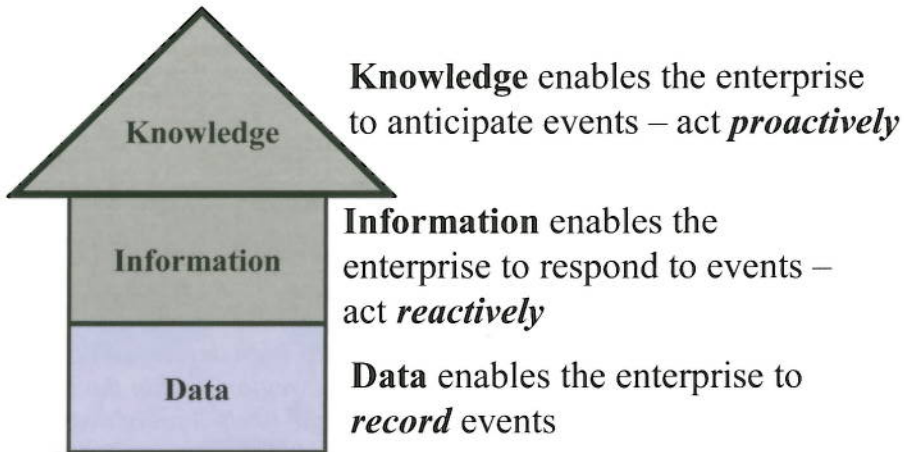 Knowledge
Knowledge enables the enterprise
to anticipate events – act proactively
Information
Information enables the
enterprise to respond to events –
act reactively
Data
Data enables the enterprise to
record events